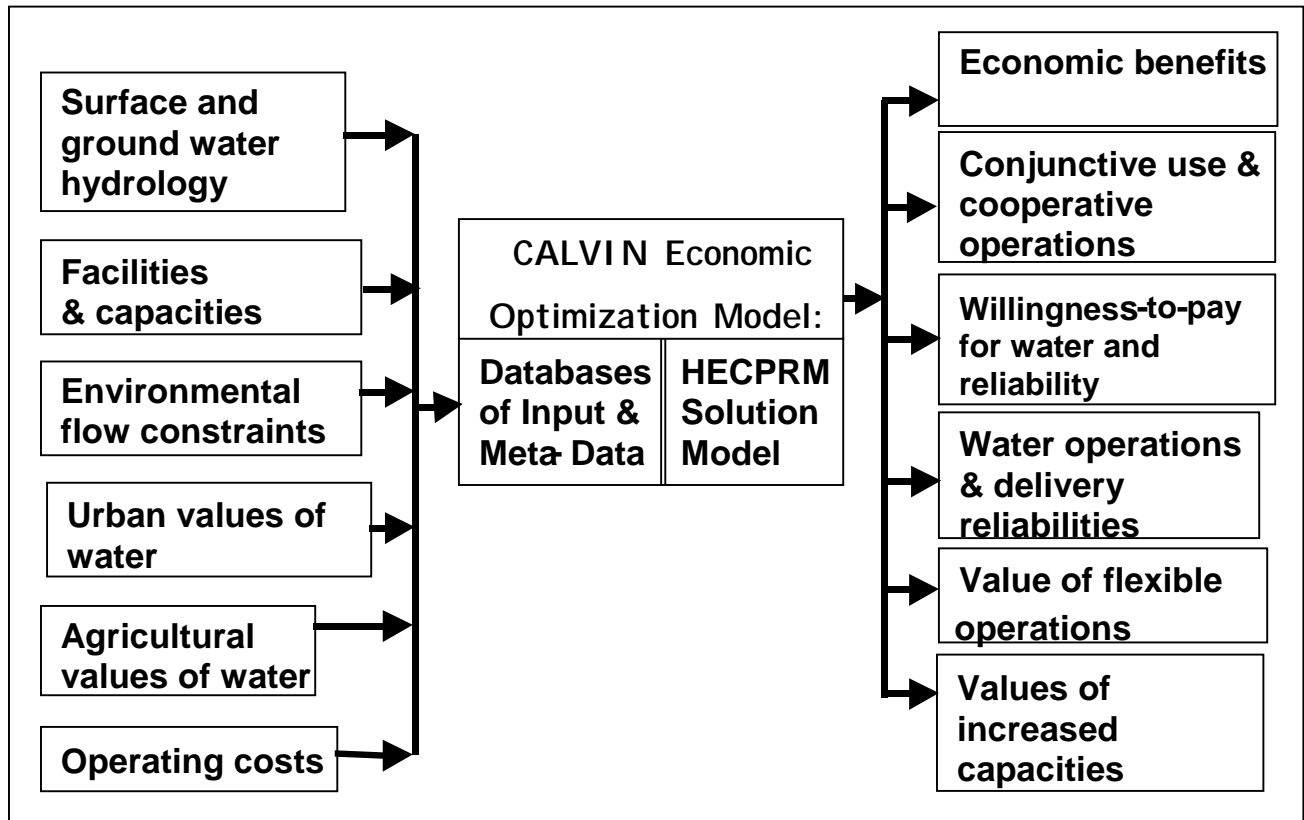 Surface and
ground water
hydrology
Facilities
& capacities
Environmental
flow constraints
Urban values of
water
Agricultural
values of water
Operating costs
CALVIN Economic
Optimization Model:
Databases
of Input &
Meta- Data
HECPRM
Solution
Model
Economic benefits
Conjunctive use &
cooperative
operations
Willingness-to-pay
for water and
reliability
Water operations
& delivery
reliabilities
Value of flexible
operations
Values of
increased
capacities